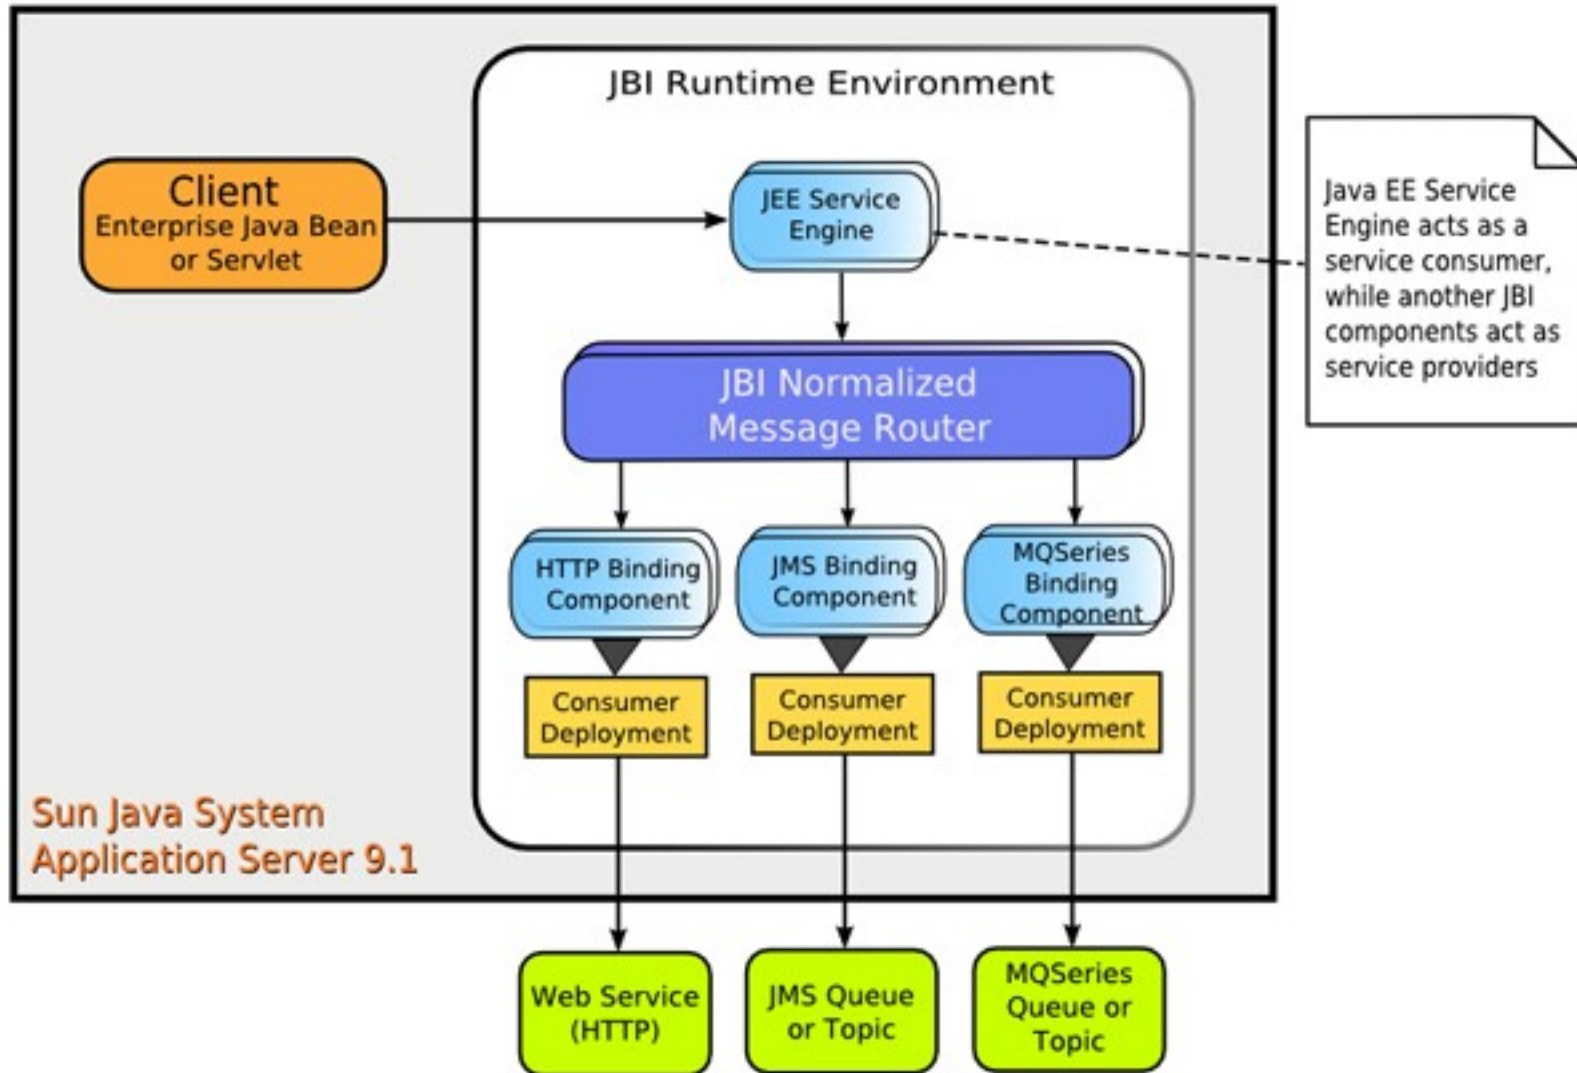 JBI Runtime Environment
Client
Enterprise Java Bean
or Servlet
JEE Service
Engine
Java EE Service
Engine acts as a
service consumer,
while another JBI
components act as
service providers
JBI Normalized
Message Router
HTTP Binding
Component
JMS Binding
Component
MQSeries
Binding
Component
Consumer
Deployment
Consumer
Deployment
Consumer
Deployment
Sun Java System
Application Server 9.1
Web Service
(HTTP)
JMS Queue
or Topic
MQSeries
Queue or
Topic